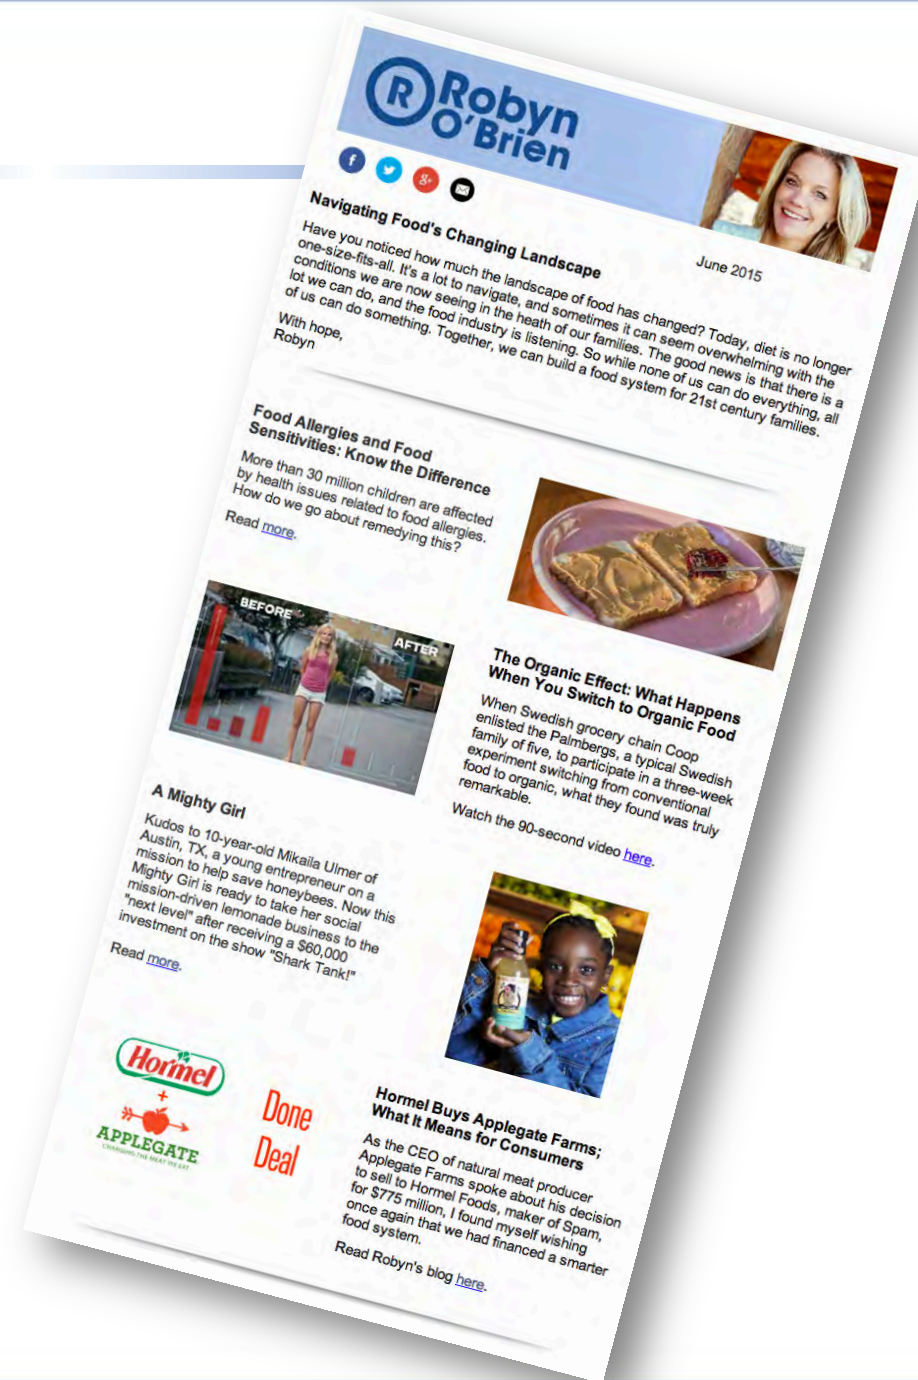 ® Robyn
O'Brien
f
g+
Navigating Food's Changing Landscape
June 2015
Have you noticed how much the landscape of food has changed? Today, diet is no longer
one-size-fits-all. It's a lot to navigate, and sometimes it can seem overwhelming with the
conditions we are now seeing in the heath of our families. The good news is that there is a
lot we can do, and the food industry is listening. So while none of us can do everything, all
of us can do something. Together, we can build a food system for 21st century families.
With hope,
Robyn
Food Allergies and Food
Sensitivities: Know the Difference
More than 30 million children are affected
by health issues related to food allergies.
How do we go about remedying this?
Read more.
BEFORE
AFTER
The Organic Effect: What Happens
When You Switch to Organic Food
When Swedish grocery chain Coop
enlisted the Palmbergs, a typical Swedish
family of five, to participate in a three-week
experiment switching from conventional
food to organic, what they found was truly
remarkable.
Watch the 90-second video here.
A Mighty Girl
Kudos to 10-year-old Mikaila Ulmer of
Austin, TX, a young entrepreneur on a
mission to help save honeybees. Now this
Mighty Girl is ready to take her social
mission-driven lemonade business to the
"next level" after receiving a $60,000
investment on the show "Shark Tank!"
Read more.
Hormel
+
APPLEGATE
CHANGING THE MEAT WE EAT
Done
Deal
Hormel Buys Applegate Farms;
What It Means for Consumers
As the CEO of natural meat producer
Applegate Farms spoke about his decision
to sell to Hormel Foods, maker of Spam,
for $775 million, I found myself wishing
once again that we had financed a smarter
food system.
Read Robyn's blog here.